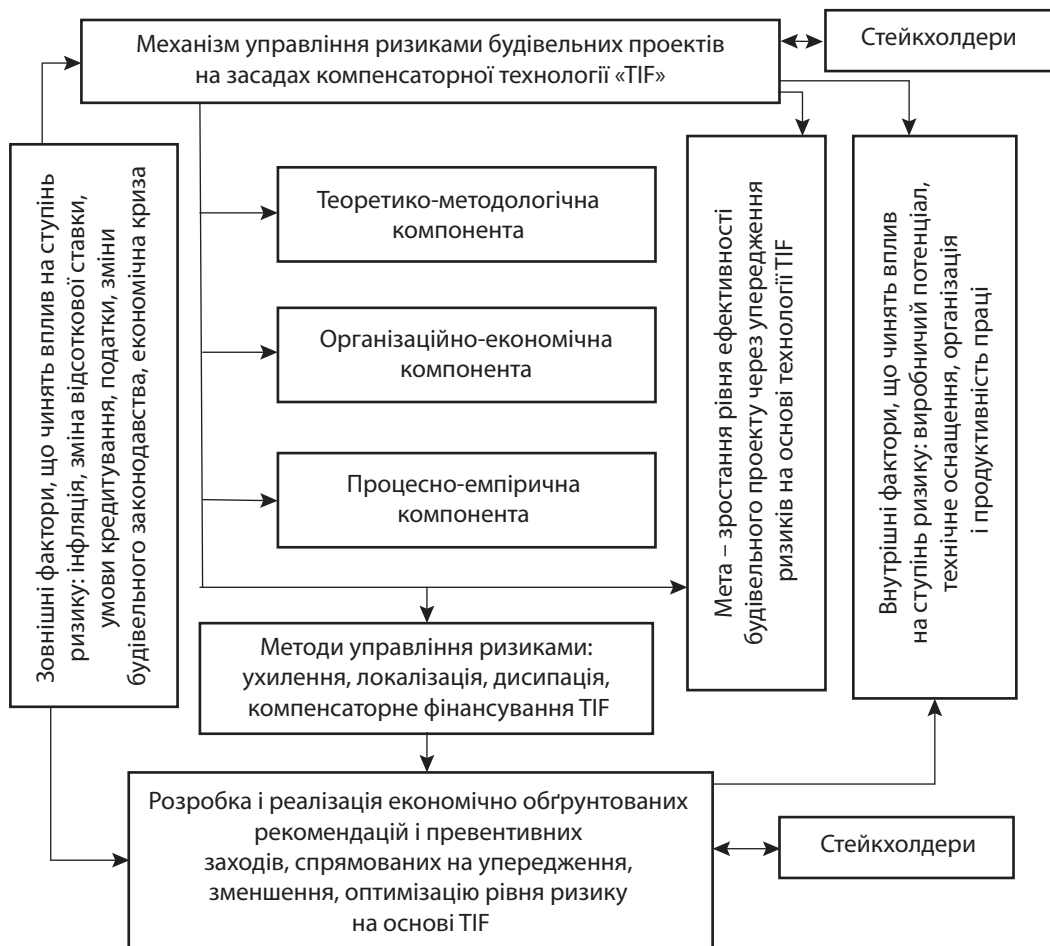 Механізм управління ризиками будівельних проектів
на засадах компенсаторної технології «TIF»
Стейкхолдери
Зовнішні фактори, що чинять вплив на ступінь
ризику: інфляція, зміна відсоткової ставки,
умови кредитування, податки, зміни
будівельного законодавства, економічна криза
Теоретико-методологічна
компонента
Організаційно-економічна
компонента
Процесно-емпірична
компонента
Мета – зростання рівня ефективності
будівельного проекту через упередження
ризиків на основі технології TIF
Внутрішні фактори, що чинять вплив
на ступінь ризику: виробничий потенціал,
технічне оснащення, організація
і продуктивність праці
Методи управління ризиками:
ухилення, локалізація, дисипація,
компенсаторне фінансування TIF
Розробка і реалізація економічно обґрунтованих
рекомендацій і превентивних
заходів, спрямованих на упередження,
зменшення, оптимізацію рівня ризику
на основі TIF
Стейкхолдери